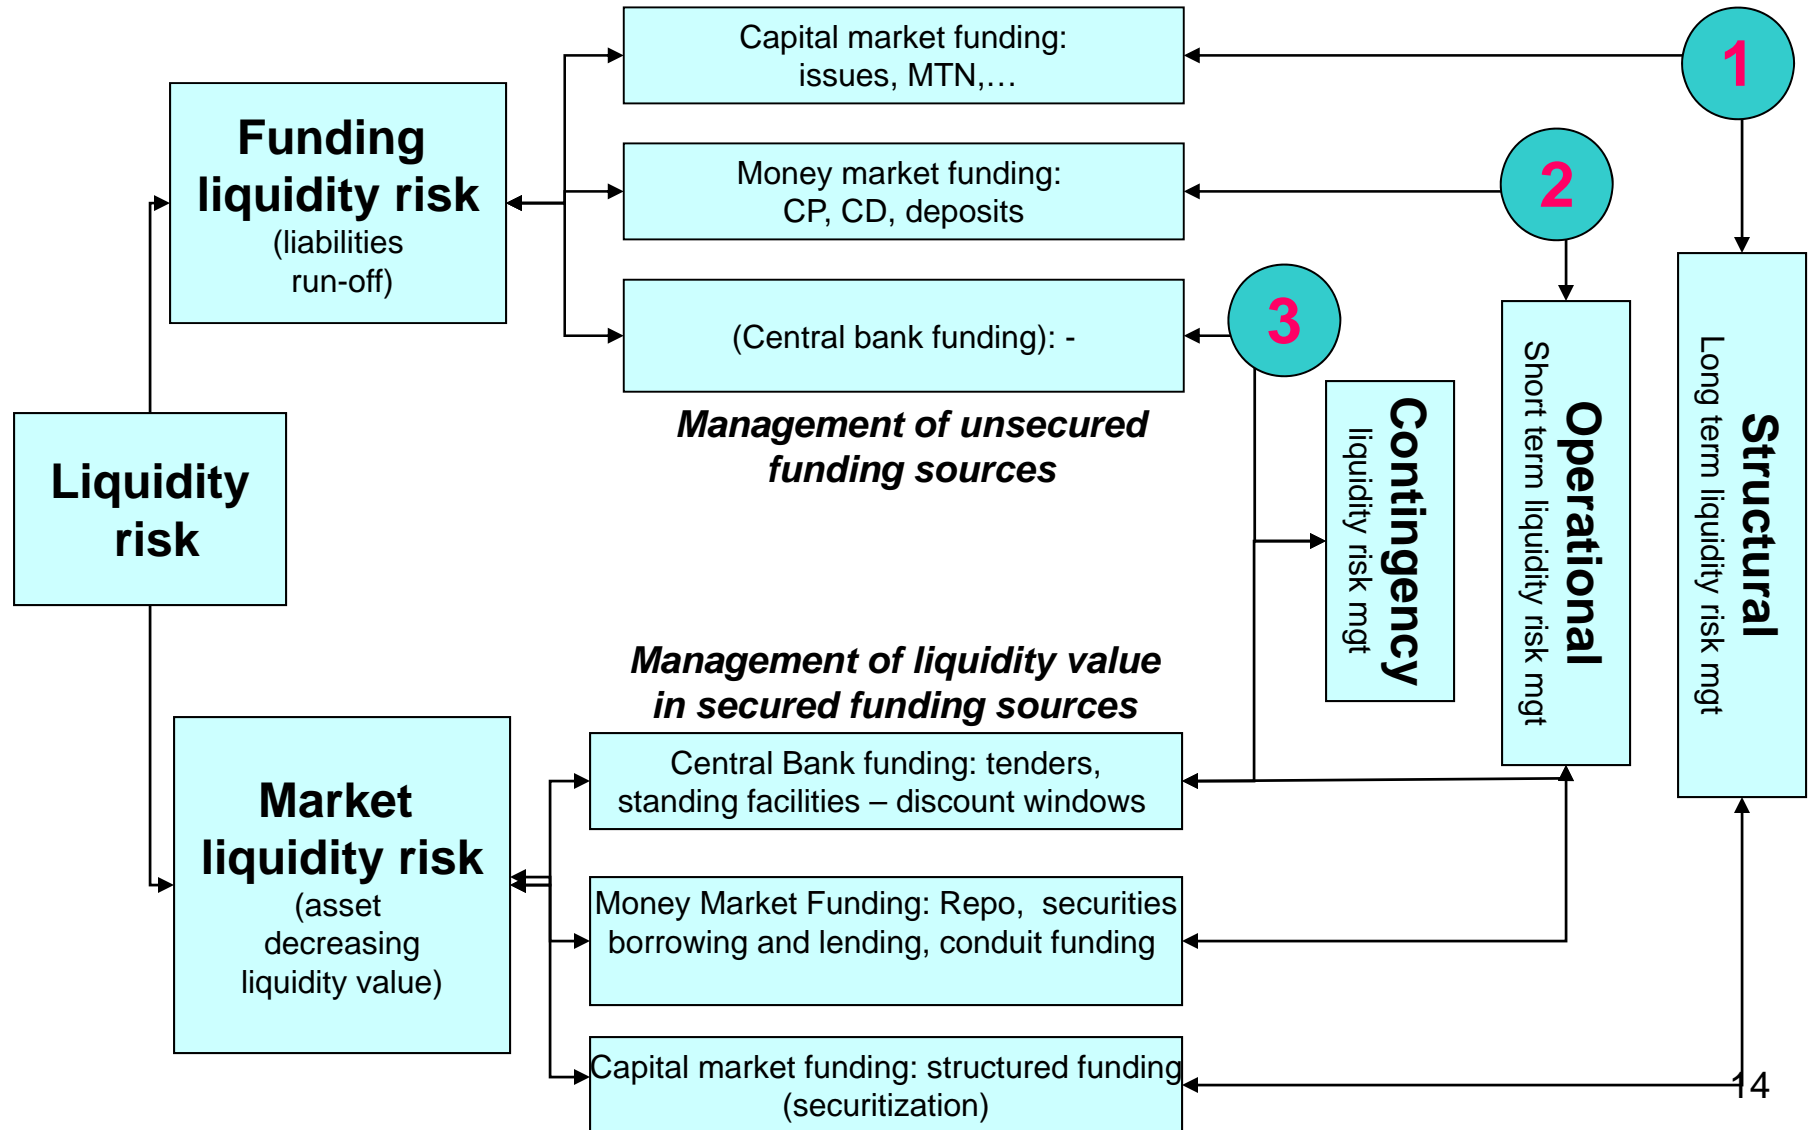 Capital market funding:
issues, MTN,…
1
Funding
liquidity risk
(liabilities
run-off)
Money market funding:
CP, CD, deposits
2
(Central bank funding): -
3
Management of unsecured
funding sources
Contingency
liquidity risk mgt
Operational
Short term liquidity risk mgt
Structural
Long term liquidity risk mgt
Liquidity
risk
Management of liquidity value
in secured funding sources
Market
liquidity risk
(asset
decreasing
liquidity value)
Central Bank funding: tenders,
standing facilities – discount windows
Money Market Funding: Repo,  securities
borrowing and lending, conduit funding
Capital market funding: structured funding
(securitization)
14